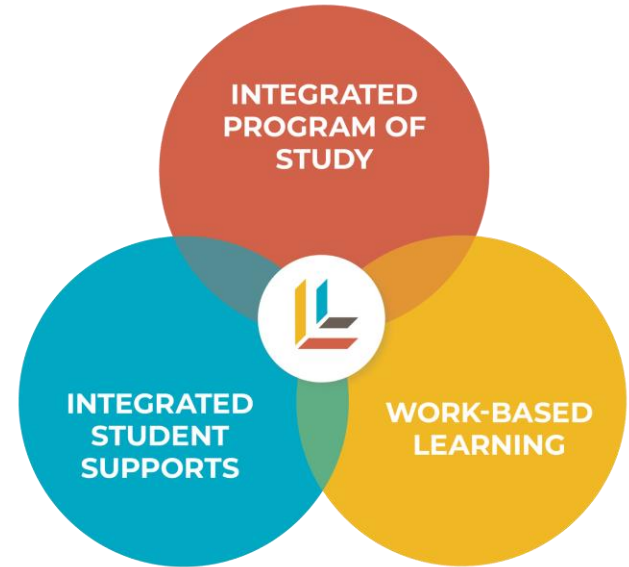 INTEGRATED
PROGRAM OF
STUDY
INTEGRATED
STUDENT
SUPPORTS
WORK-BASED
LEARNING